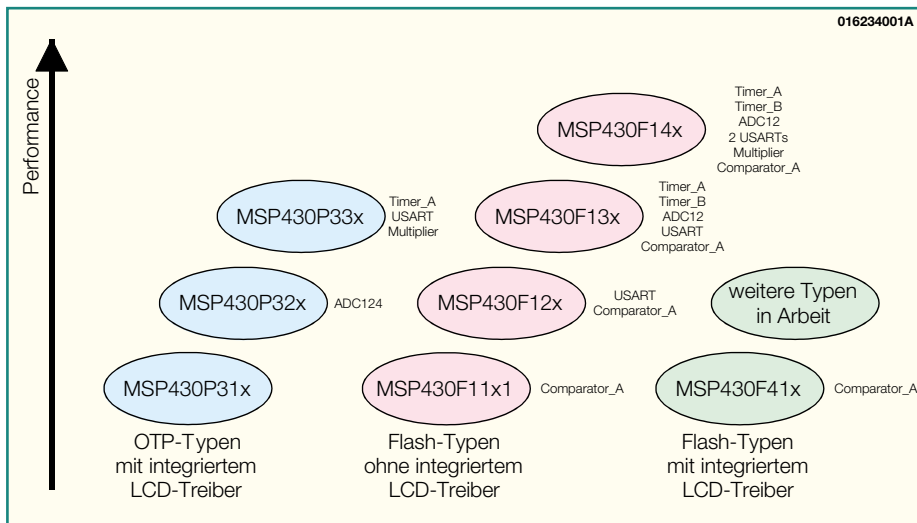 016234001A
Performance
MSP430F14x
Timer_A
Timer_B
ADC12
2 USARTs
Multiplier
Comparator_A
MSP430P33x
Timer_A
USART
Multiplier
MSP430F13x
Timer_A
Timer_B
ADC12
USART
Comparator_A
MSP430P32x
ADC124
MSP430F12x
USART
Comparator_A
weitere Typen
in Arbeit
MSP430P31x
MSP430F11x1
Comparator_A
MSP430F41x
Comparator_A
OTP-Typen
mit integriertem
LCD-Treiber
Flash-Typen
ohne integriertem
LCD-Treiber
Flash-Typen
mit integriertem
LCD-Treiber